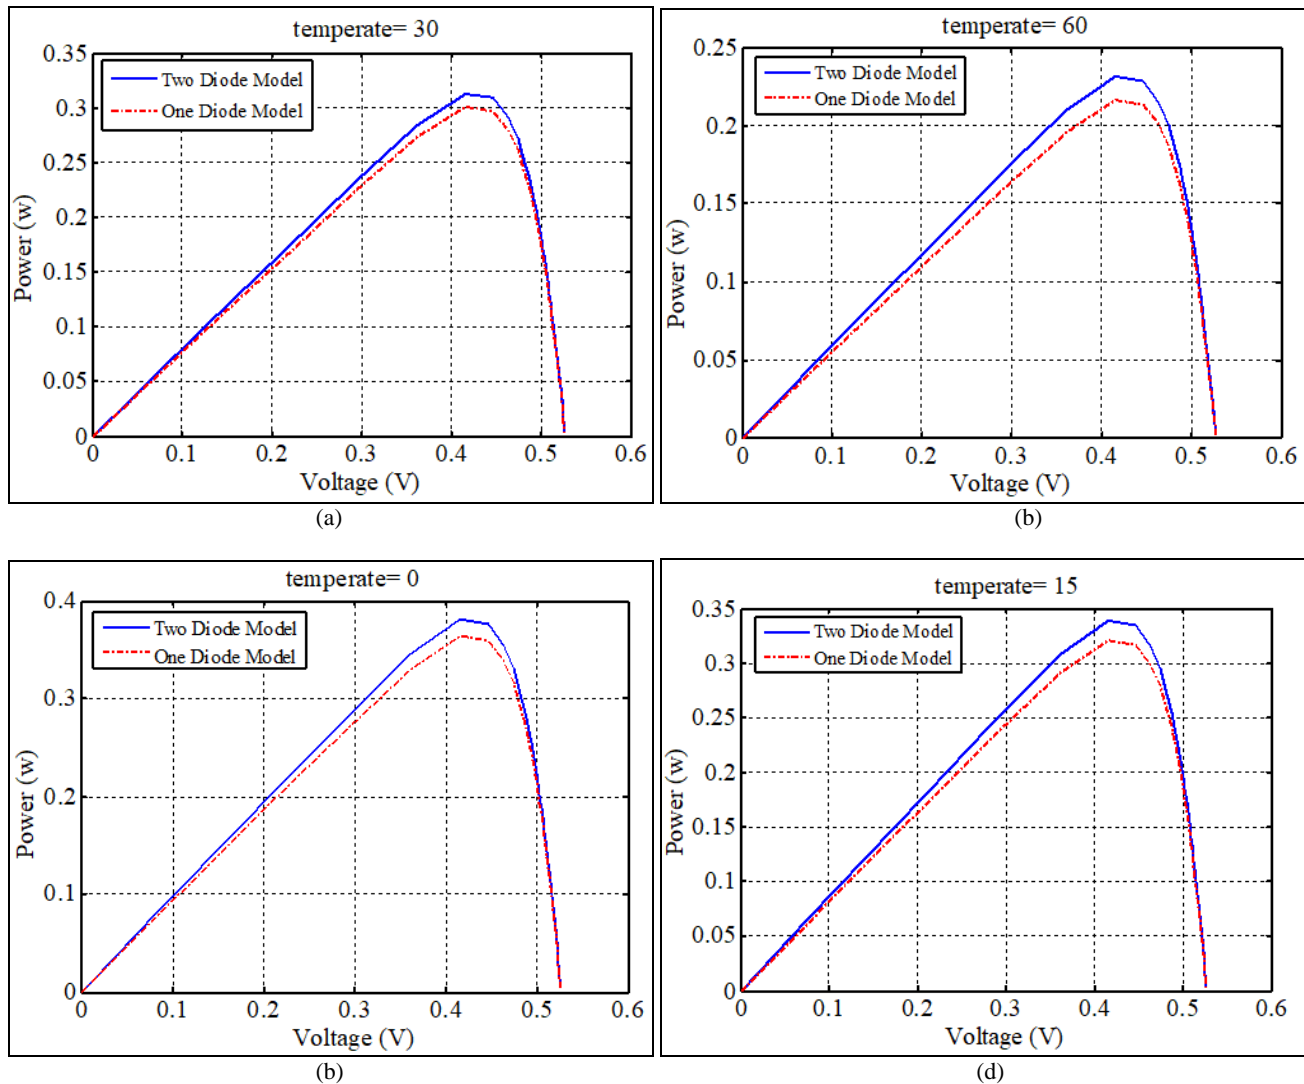 temperate= 30
0.35
0.3
0.25
0.2
0.15
0.1
0.05
0
Power (w)
Two Diode Model
One Diode Model
0 0.1 0.2 0.3 0.4 0.5 0.6
Voltage (V)
(a)
temperate= 60
0.25
0.2
0.15
0.1
0.05
0
Power (w)
Two Diode Model
One Diode Model
0 0.1 0.2 0.3 0.4 0.5 0.6
Voltage (V)
(b)
temperate= 0
0.4
0.3
0.2
0.1
0
Power (w)
Two Diode Model
One Diode Model
0 0.1 0.2 0.3 0.4 0.5 0.6
Voltage (V)
(b)
temperate= 15
0.35
0.3
0.25
0.2
0.15
0.1
0.05
0
Power (w)
Two Diode Model
One Diode Model
0 0.1 0.2 0.3 0.4 0.5 0.6
Voltage (V)
(d)